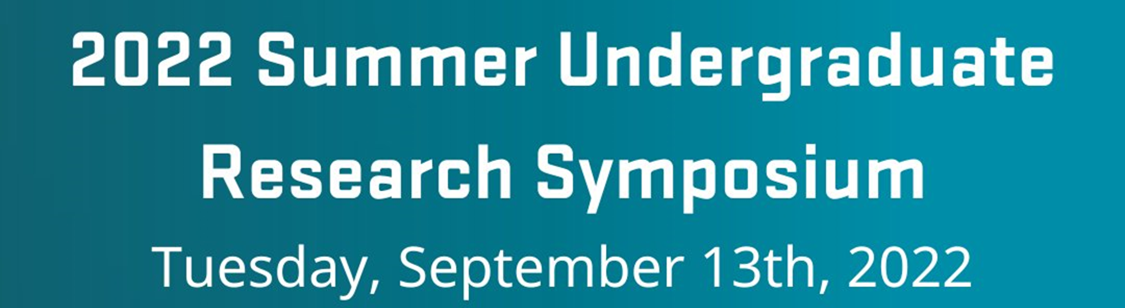 2022 Summer Undergraduate
Research Symposium
Tuesday, September 13th, 2022